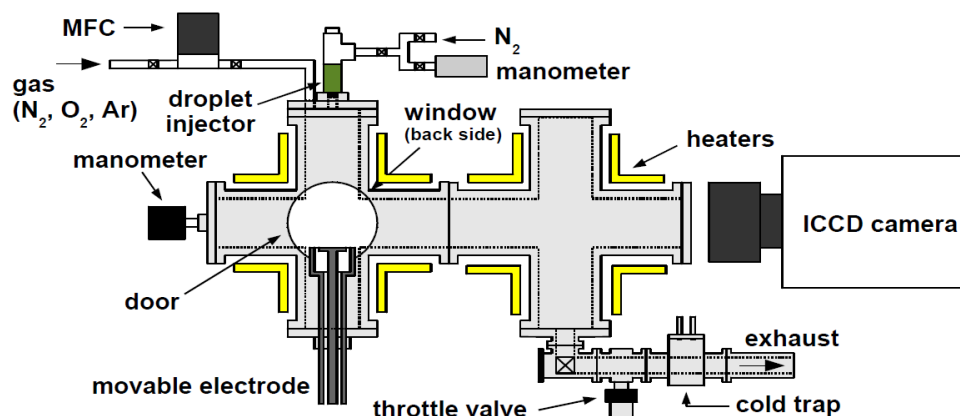 MFC
gas
(N₂, O₂, Ar)
droplet
injector
N₂
manometer
window
(back side)
manometer
heaters
ICCD camera
door
movable electrode
exhaust
throttle valve
cold trap